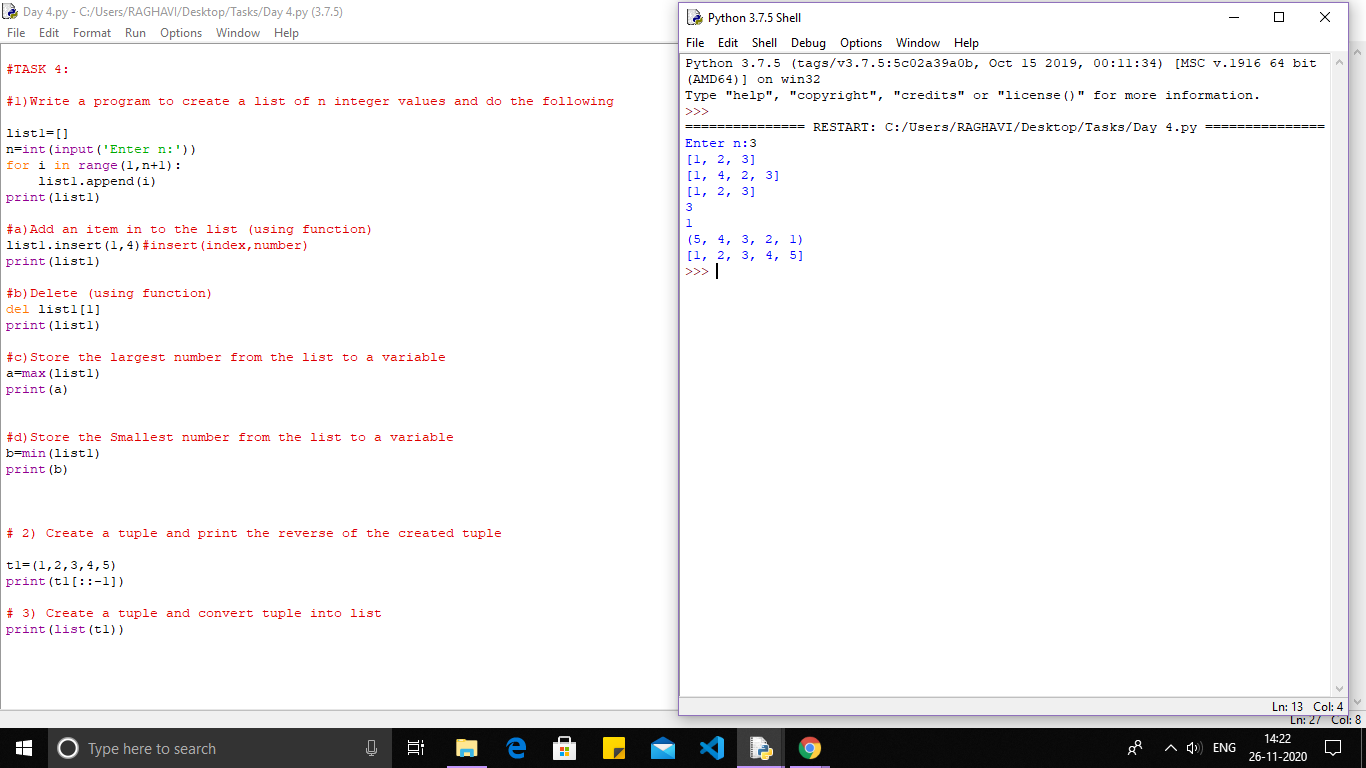 Day 4.py - C:/Users/RAGHAVI/Desktop/Tasks/Day 4.py (3.7.5)
File Edit Format Run Options Window Help
#TASK 4:
#1)Write a program to create a list of n integer values and do the following
list1=[]
n=int(input('Enter n:'))
for i in range(1,n+1):
    list1.append(i)
print(list1)
#a)Add an item in to the list (using function)
list1.insert(1,4)#insert(index,number)
print(list1)
#b)Delete (using function)
del list1[1]
print(list1)
#c)Store the largest number from the list to a variable
a=max(list1)
print(a)
#d)Store the Smallest number from the list to a variable
b=min(list1)
print(b)
# 2) Create a tuple and print the reverse of the created tuple
t1=(1,2,3,4,5)
print(t1[::-1])
# 3) Create a tuple and convert tuple into list
print(list(t1))
Ln: 27 Col: 8
Python 3.7.5 Shell
File Edit Shell Debug Options Window Help
Python 3.7.5 (tags/v3.7.5:5c02a39a0b, Oct 15 2019, 00:11:34) [MSC v.1916 64 bit
(AMD64)] on win32
Type "help", "copyright", "credits" or "license()" for more information.
>>>
=============== RESTART: C:/Users/RAGHAVI/Desktop/Tasks/Day 4.py ===============
Enter n:3
[1, 2, 3]
[1, 4, 2, 3]
[1, 2, 3]
3
1
(5, 4, 3, 2, 1)
[1, 2, 3, 4, 5]
>>>
Ln: 13 Col: 4
Type here to search
ENG
14:22
26-11-2020